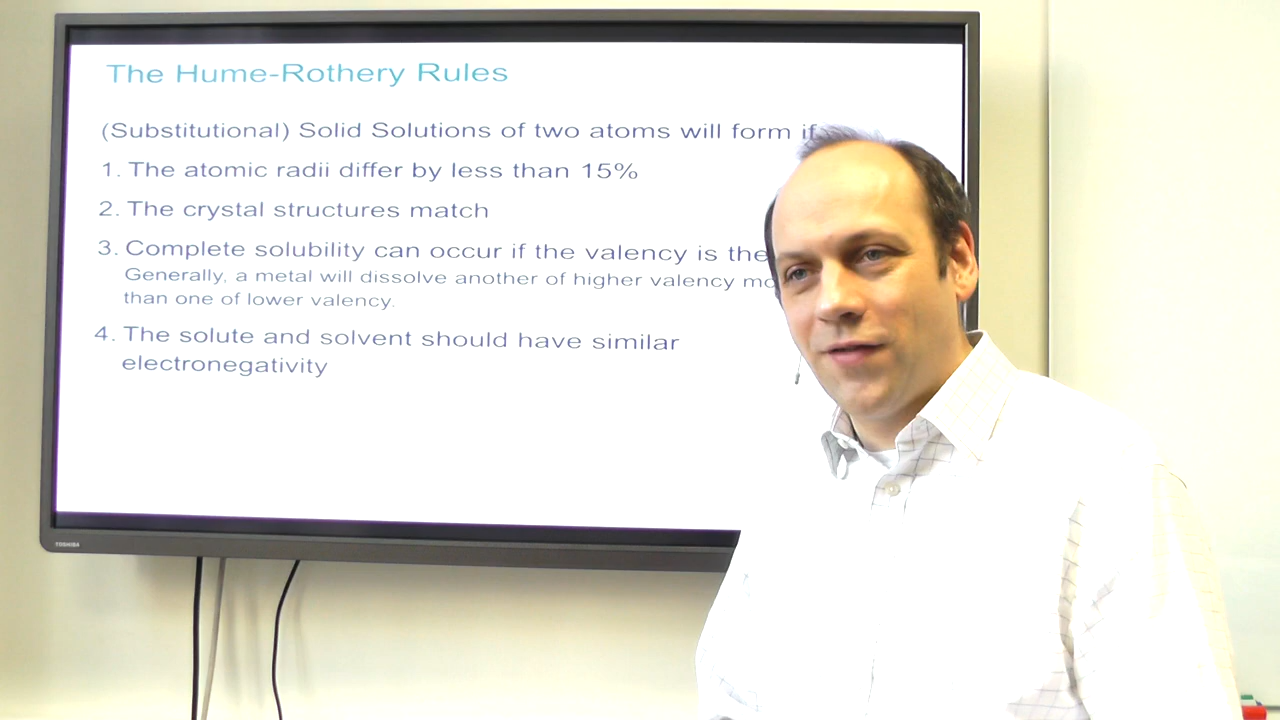 The Hume-Rothery Rules
(Substitutional) Solid Solutions of two atoms will form if
1. The atomic radii differ by less than 15%
2. The crystal structures match
3. Complete solubility can occur if the valency is the
Generally, a metal will dissolve another of higher valency
than one of lower valency.
4. The solute and solvent should have similar
electronegativity
TOSHIBA